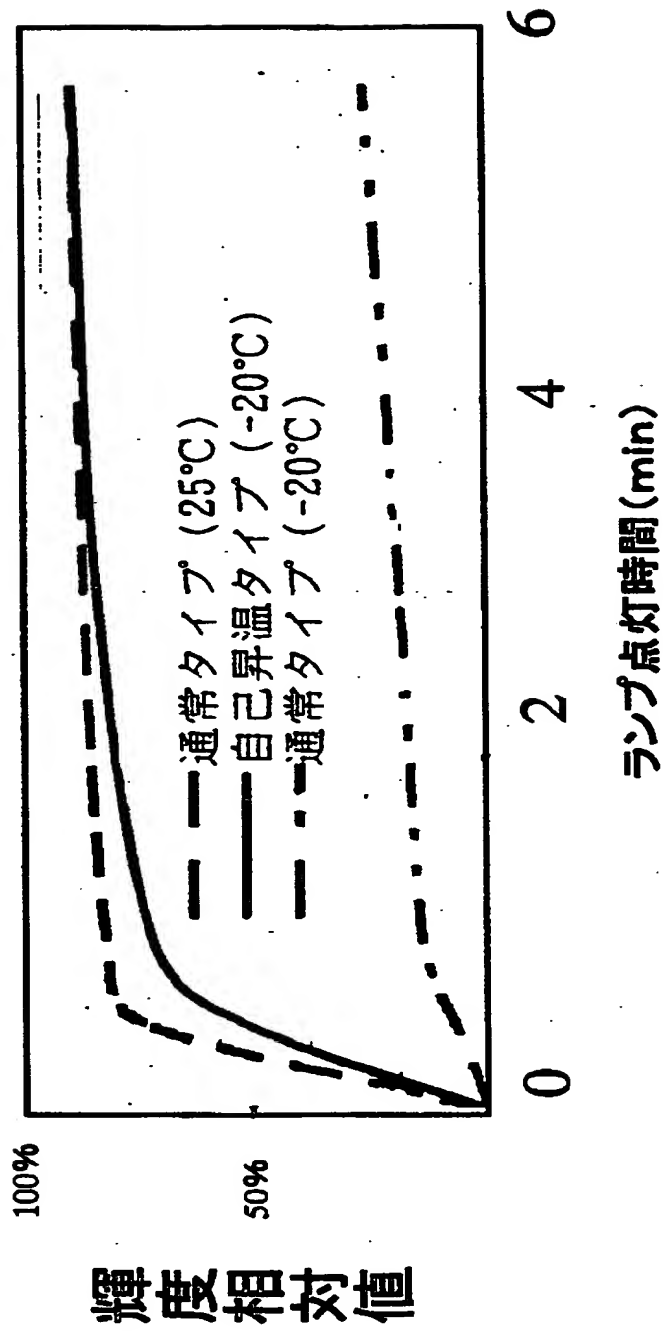 輝度相対値
100%
50%
通常タイプ (25℃)
自己昇温タイプ (-20℃)
通常タイプ (-20℃)
0
2
4
6
ランプ点灯時間(min)